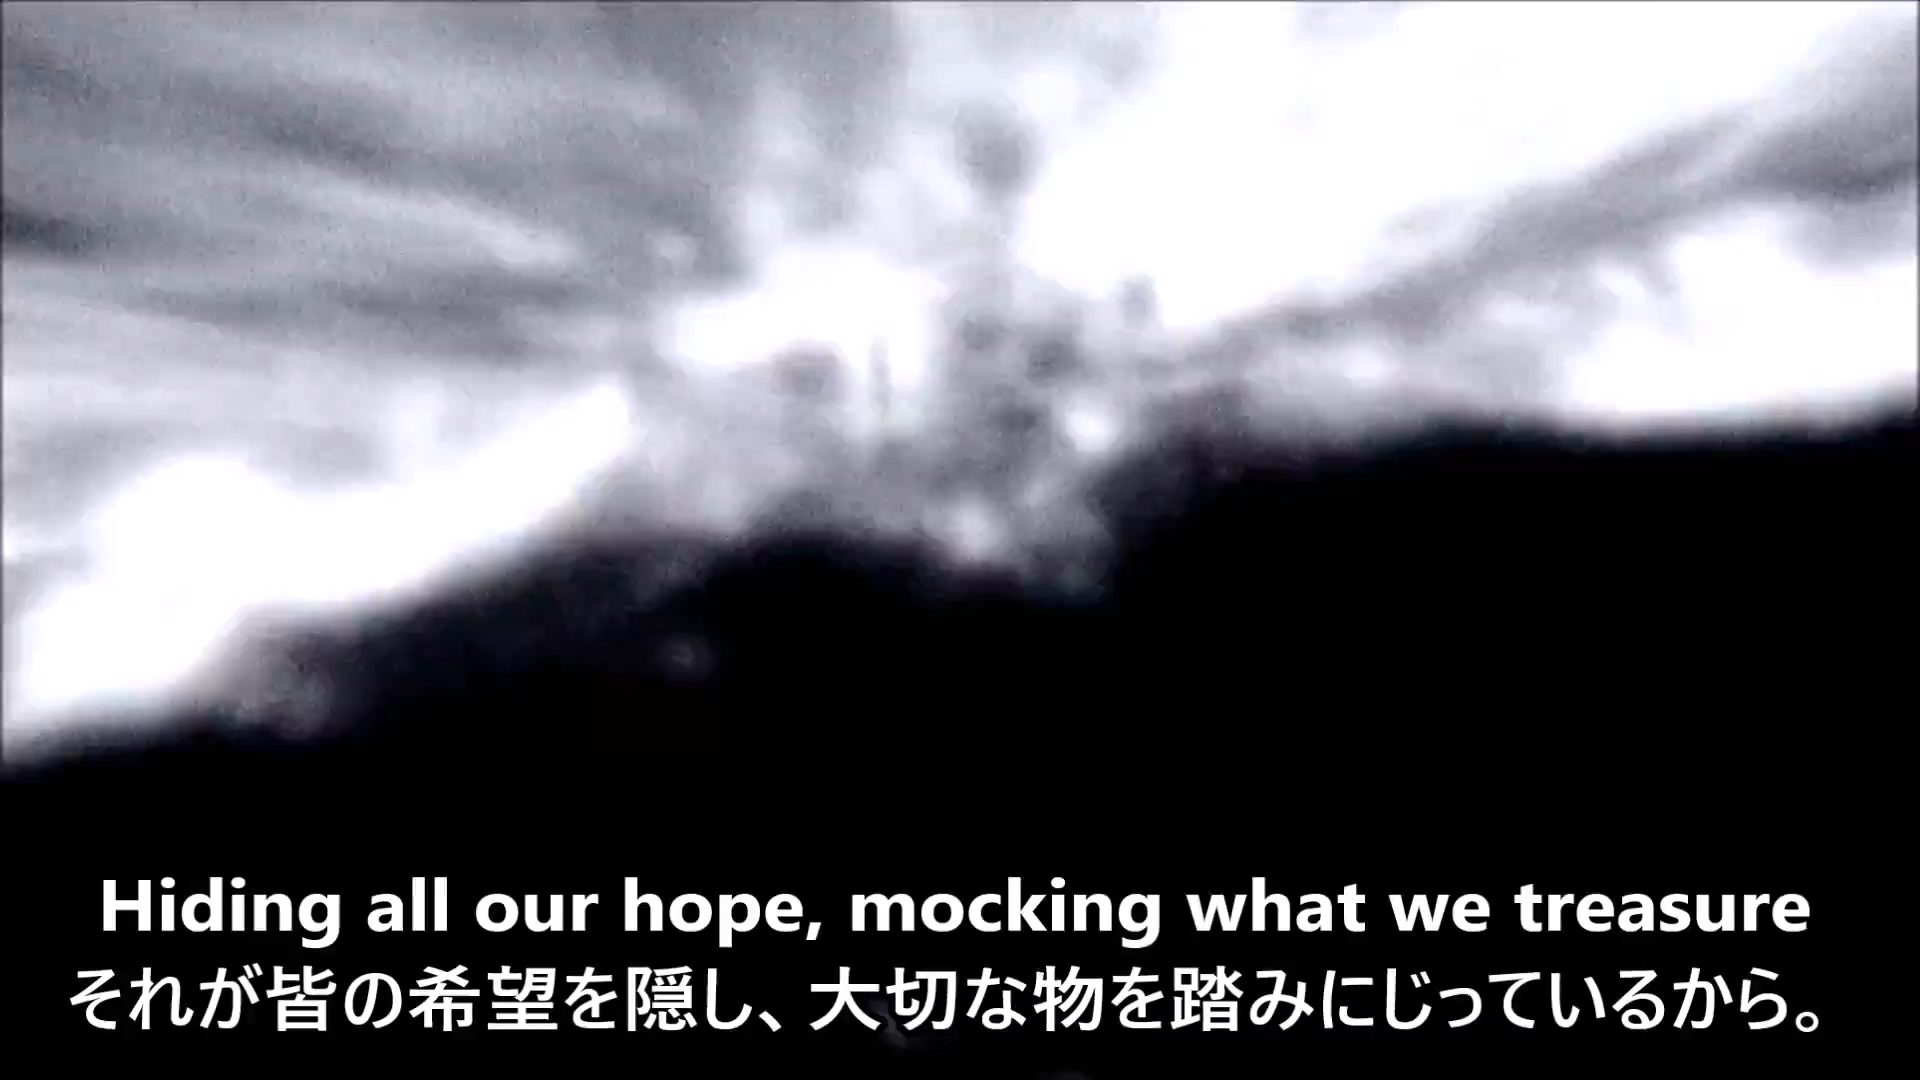 Hiding all our hope, mocking what we treasure
それが皆の希望を隠し、大切な物を踏みにじっているから。